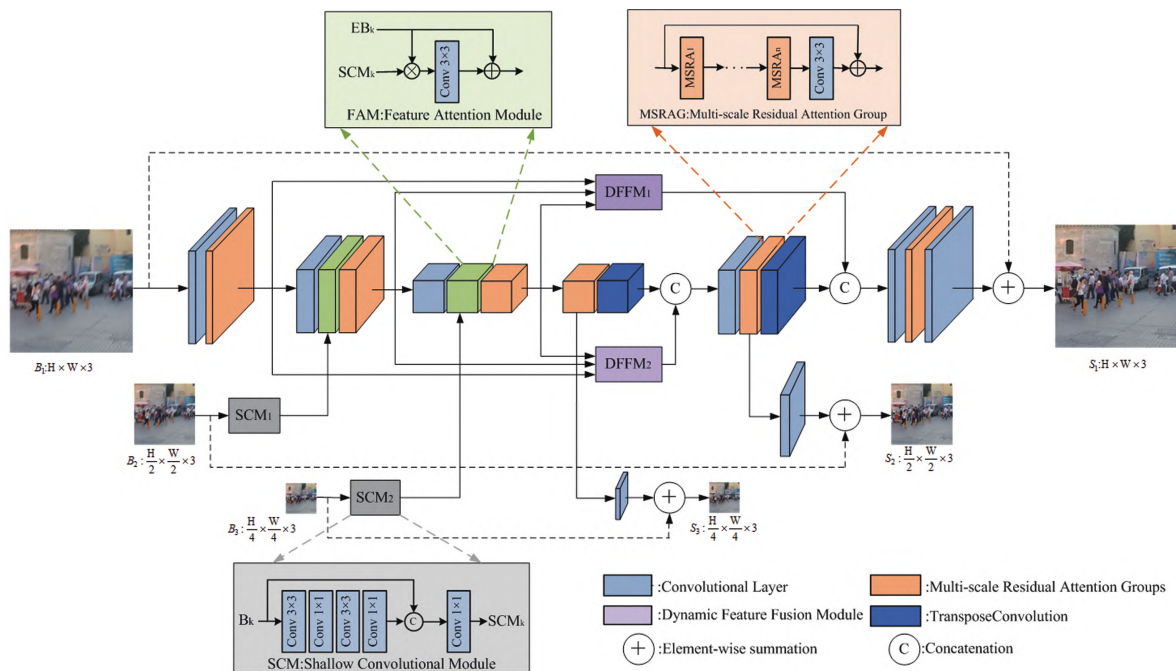 EBₖ
SCMₖ
Conv 3×3
FAM:Feature Attention Module
MSRA₁
· · · · ·
MSRAₙ
Conv 3×3
MSRAG:Multi-scale Residual Attention Group
DFFM₁
C
C
DFFM₂
B₁:H × W × 3
S₁:H × W × 3
SCM₁
B₂: H/2 × W/2 × 3
S₂: H/2 × W/2 × 3
SCM₂
B₃: H/4 × W/4 × 3
S₃: H/4 × W/4 × 3
Bₖ
Conv 3×3
Conv 1×1
Conv 3×3
Conv 1×1
C
Conv 1×1
SCMₖ
SCM:Shallow Convolutional Module
:Convolutional Layer
:Multi-scale Residual Attention Groups
:Dynamic Feature Fusion Module
:TransposeConvolution
+ :Element-wise summation
C :Concatenation